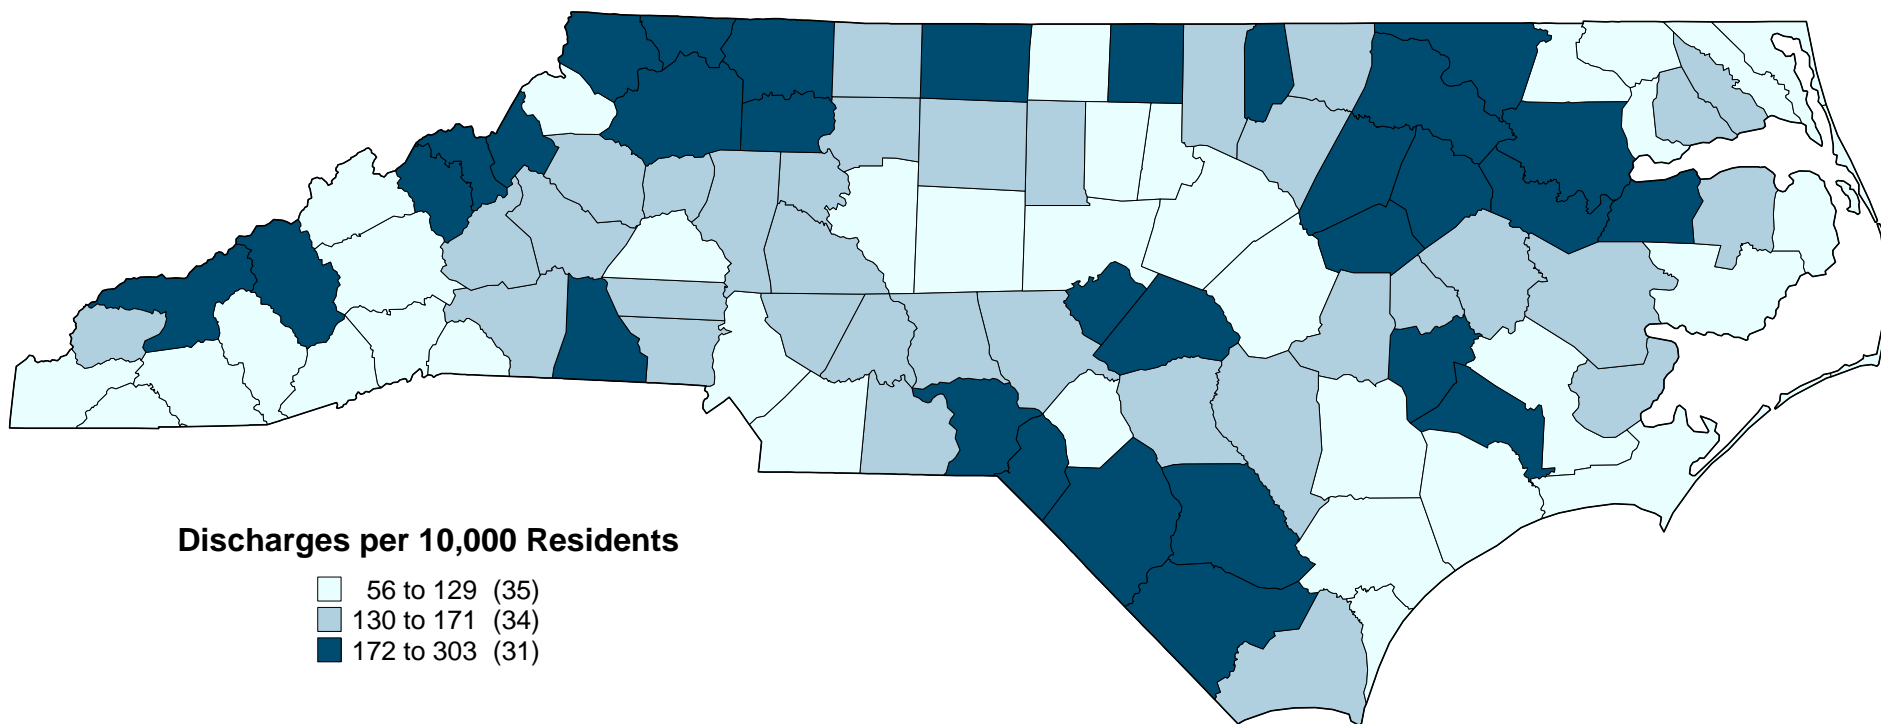 Discharges per 10,000 Residents
56 to 129 (35)
130 to 171 (34)
172 to 303 (31)